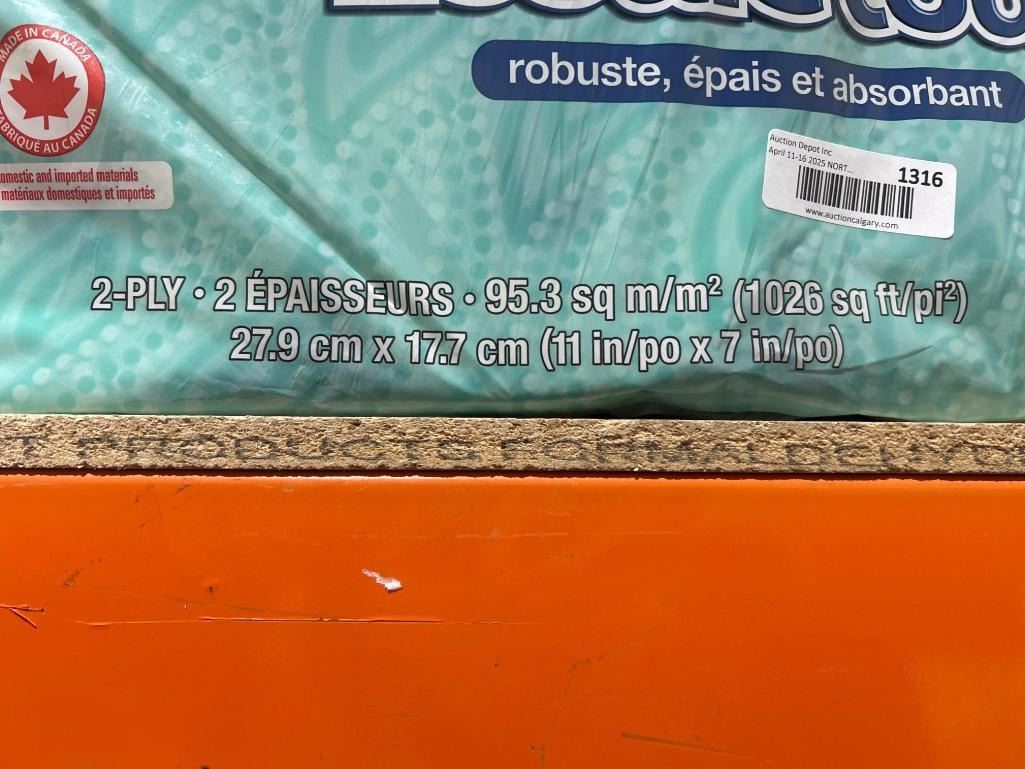 MADE IN CANADA
FABRIQUÉ AU CANADA
omestic and imported materials
matériaux domestiques et importés
robuste, épais et absorbant
Auction Depot Inc
April 11-16 2025 NORT...
1316
www.auctioncalgary.com
2-PLY • 2 ÉPAISSEURS • 95.3 sq m/m² (1026 sq ft/pi²)
27.9 cm x 17.7 cm (11 in/po x 7 in/po)
T PRODUCTS FORMALDEHYDE